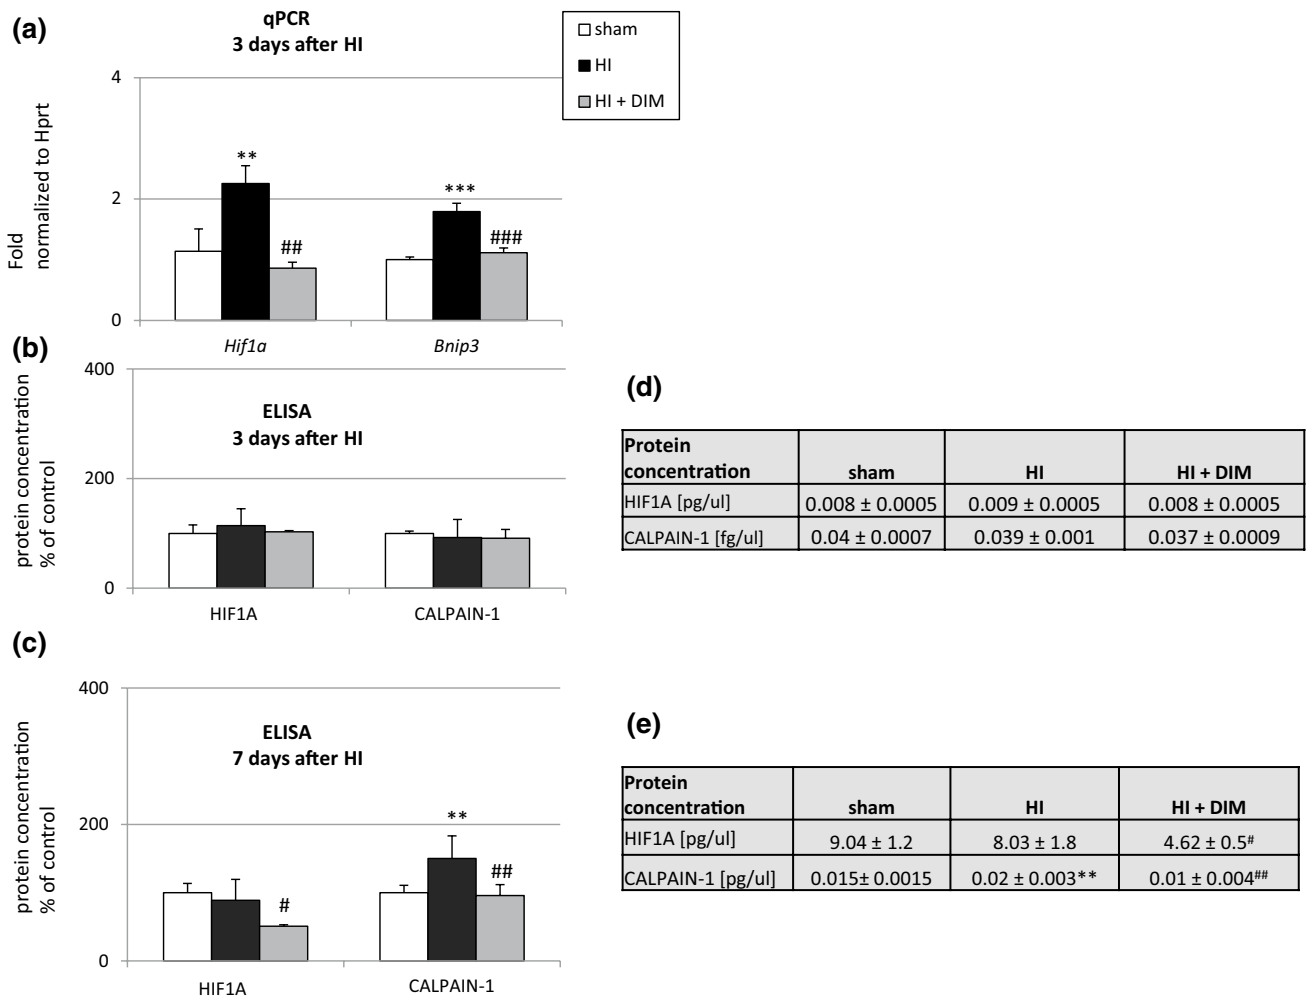 (a)
qPCR
3 days after HI
sham
HI
HI + DIM
Fold
normalized to Hprt
4
2
0
**
##
***
###
Hif1a
Bnip3
(b)
protein concentration
% of control
400
200
0
ELISA
3 days after HI
HIF1A
CALPAIN-1
(c)
protein concentration
% of control
400
200
0
ELISA
7 days after HI
#
**
##
HIF1A
CALPAIN-1
(d)
Protein concentration sham HI HI + DIM
HIF1A [pg/ul] 0.008 ± 0.0005 0.009 ± 0.0005 0.008 ± 0.0005
CALPAIN-1 [fg/ul] 0.04 ± 0.0007 0.039 ± 0.001 0.037 ± 0.0009
(e)
Protein concentration sham HI HI + DIM
HIF1A [pg/ul] 9.04 ± 1.2 8.03 ± 1.8 4.62 ± 0.5#
CALPAIN-1 [pg/ul] 0.015± 0.0015 0.02 ± 0.003** 0.01 ± 0.004##